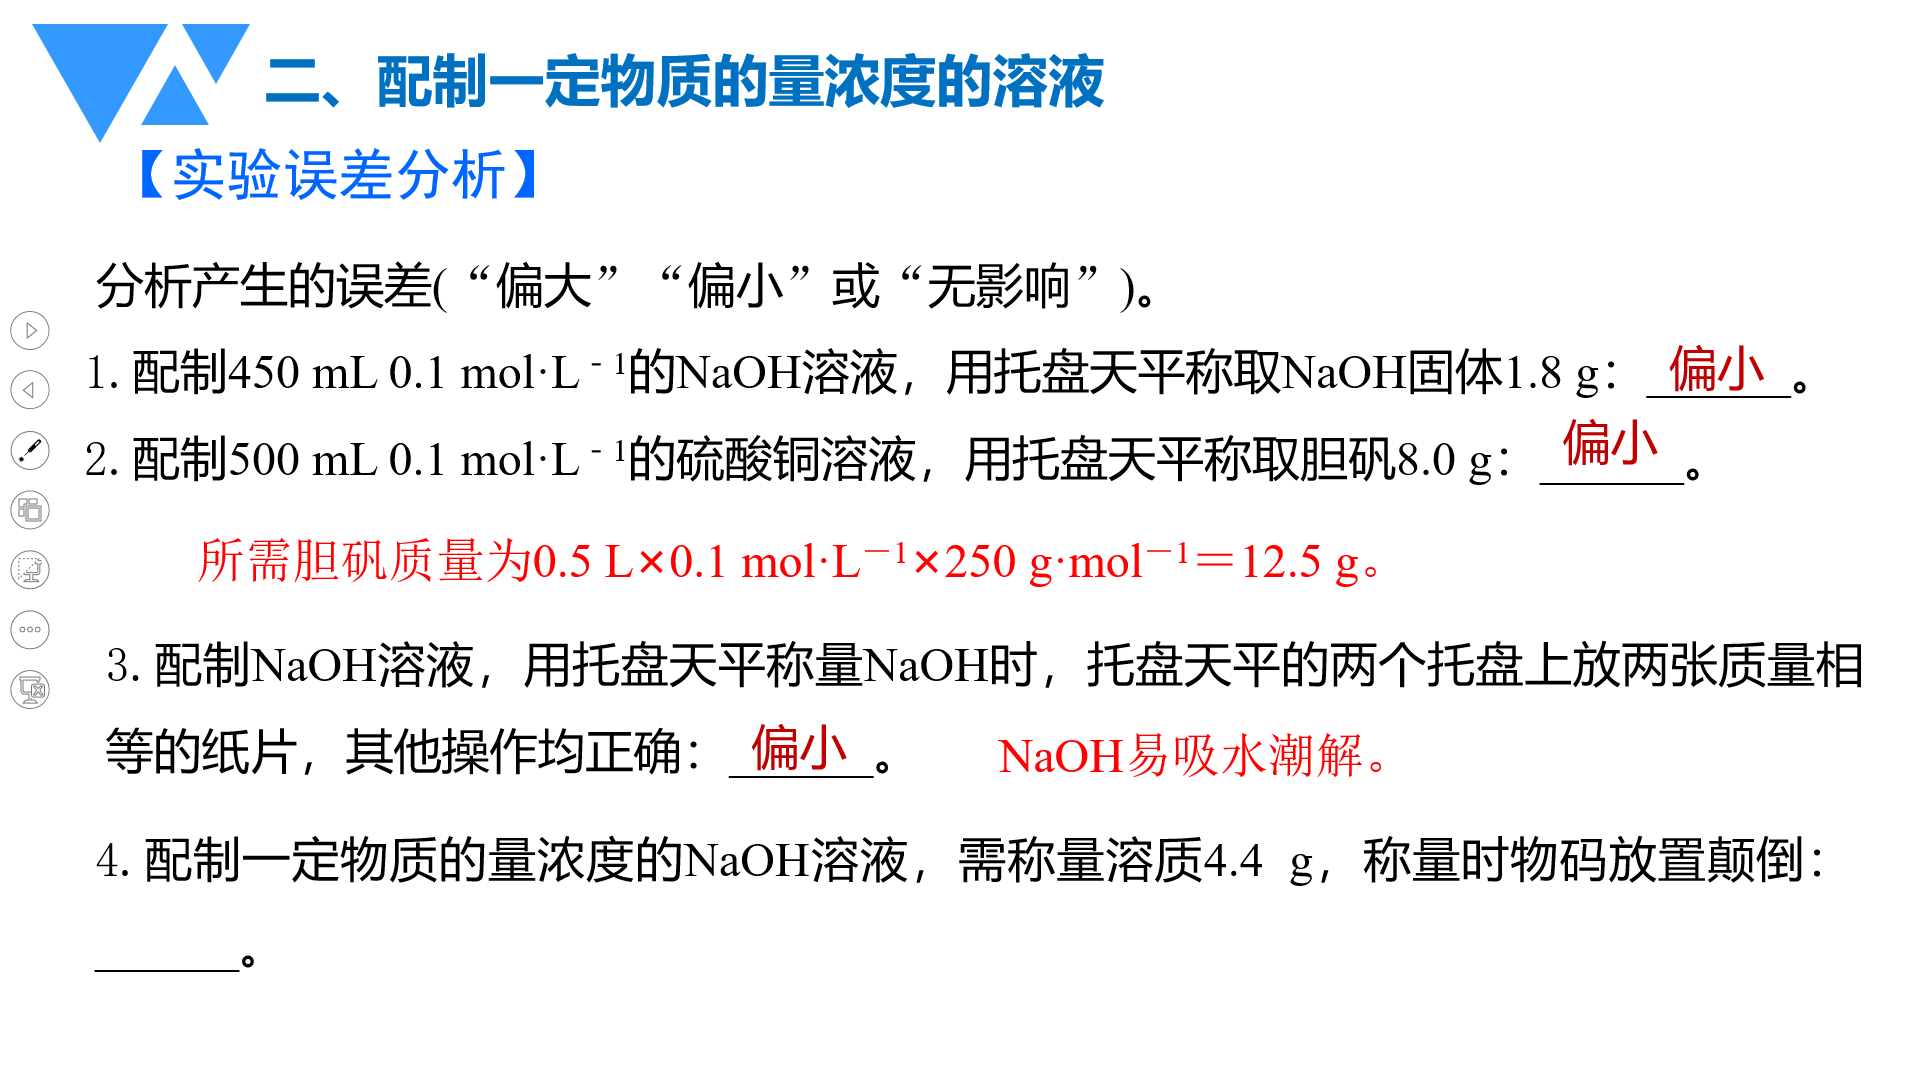 二、配制一定物质的量浓度的溶液
【实验误差分析】
分析产生的误差(“偏大”“偏小”或“无影响”)。
1. 配制450 mL 0.1 mol·L﹣¹的NaOH溶液，用托盘天平称取NaOH固体1.8 g：偏小。
2. 配制500 mL 0.1 mol·L﹣¹的硫酸铜溶液，用托盘天平称取胆矾8.0 g：偏小。
所需胆矾质量为0.5 L×0.1 mol·L⁻¹×250 g·mol⁻¹＝12.5 g。
3. 配制NaOH溶液，用托盘天平称量NaOH时，托盘天平的两个托盘上放两张质量相
等的纸片，其他操作均正确：偏小。 NaOH易吸水潮解。
4. 配制一定物质的量浓度的NaOH溶液，需称量溶质4.4 g，称量时物码放置颠倒：
______。